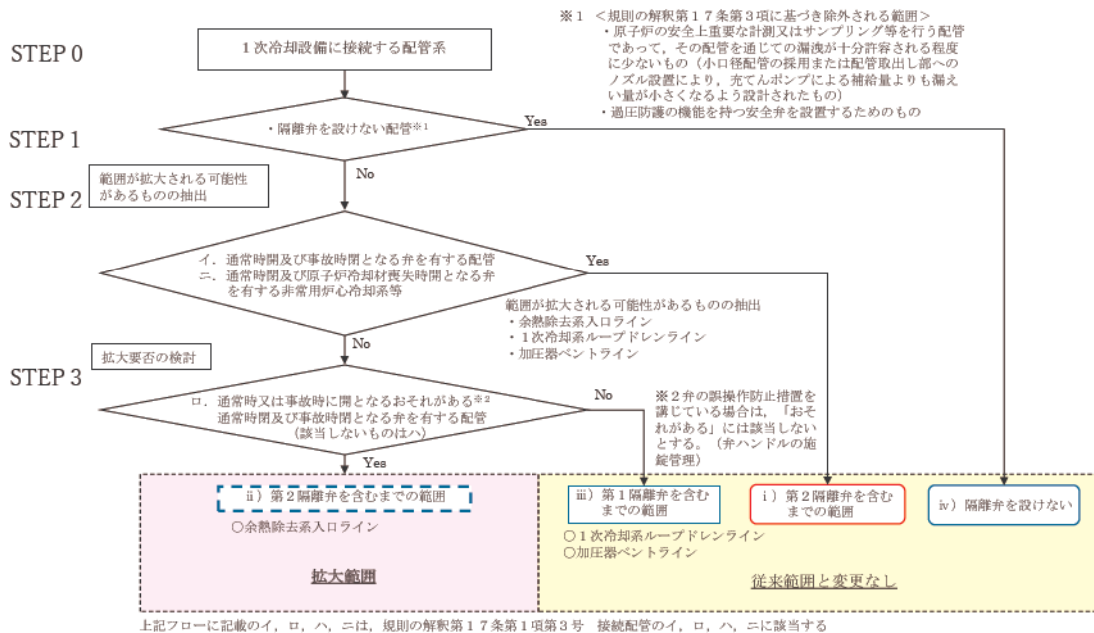 ※1 <規則の解釈第17条第3項に基づき除外される範囲>
・原子炉の安全上重要な計測又はサンプリング等を行う配管
であって，その配管を通じての漏洩が十分許容される程度
に少ないもの（小口径配管の採用または配管取出し部への
ノズル設置により，充てんポンプによる補給量よりも漏え
い量が小さくなるよう設計されたもの）
・過圧防護の機能を持つ安全弁を設置するためのもの
STEP 0
1次冷却設備に接続する配管系
STEP 1
・隔離弁を設けない配管※1
Yes
No
STEP 2
範囲が拡大される可能性
があるものの抽出
イ．通常時開及び事故時閉となる弁を有する配管
ニ．通常時閉及び原子炉冷却材喪失時開となる弁
を有する非常用炉心冷却系等
Yes
No
範囲が拡大される可能性があるものの抽出
・余熱除去系入口ライン
・1次冷却系ループドレンライン
・加圧器ベントライン
STEP 3
拡大要否の検討
ロ．通常時又は事故時に開となるおそれがある※2
通常時閉及び事故時閉となる弁を有する配管
（該当しないものはハ）
No
Yes
※2弁の誤操作防止措置を
講じている場合は，「おそ
れがある」には該当しない
とする。（弁ハンドルの施
錠管理）
ⅱ）第2隔離弁を含むまでの範囲
○余熱除去系入口ライン
拡大範囲
ⅲ）第1隔離弁を含む
までの範囲
○1次冷却系ループドレンライン
○加圧器ベントライン
ⅰ）第2隔離弁を含む
までの範囲
ⅳ）隔離弁を設けない
従来範囲と変更なし
上記フローに記載のイ，ロ，ハ，ニは，規則の解釈第17条第1項第3号 接続配管のイ，ロ，ハ，ニに該当する